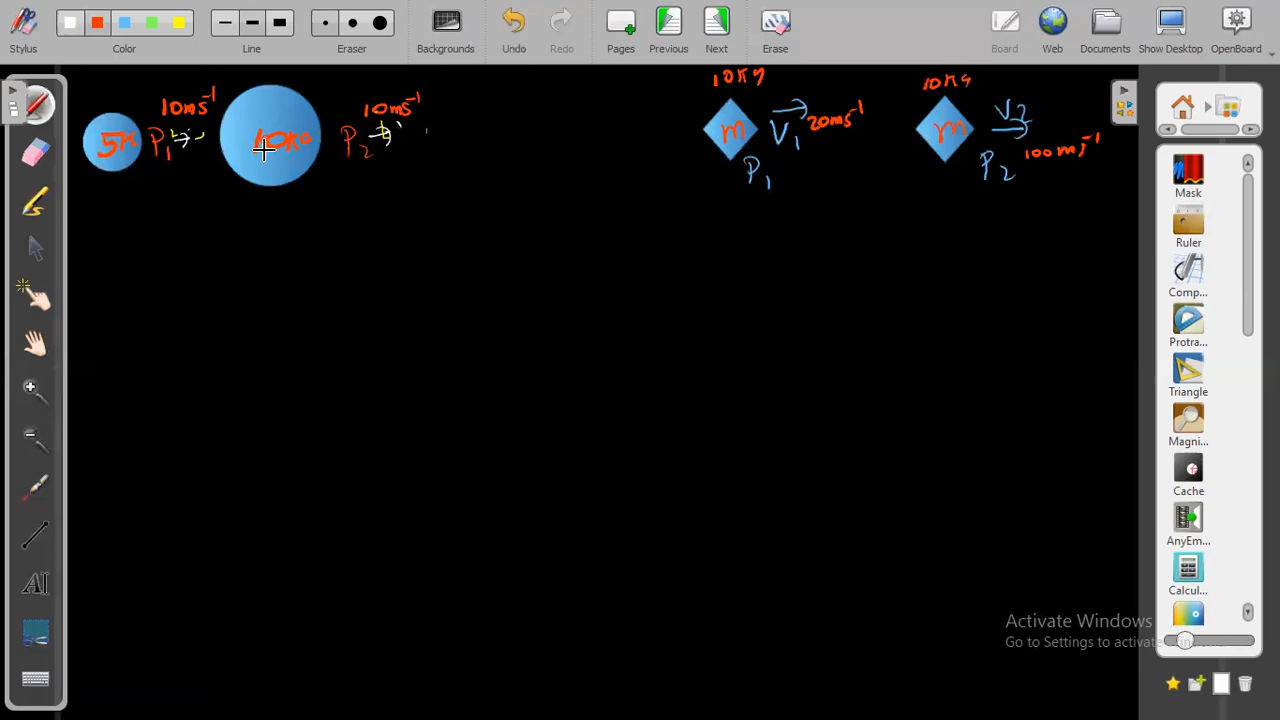 Stylus
Color
Line
Eraser
Backgrounds
Undo
Redo
Pages
Previous
Next
Erase
Board
Web
Documents
Show Desktop
OpenBoard
5K
P1
10ms⁻¹
10Kg
P2
10ms⁻¹
10Kg
m
V1
20ms⁻¹
P1
10Kg
m
V2
100ms⁻¹
P2
Mask
Ruler
Comp...
Protra...
Triangle
Magni...
Cache
AnyEm...
Calcul...
AI
Activate Windows
Go to Settings to activate